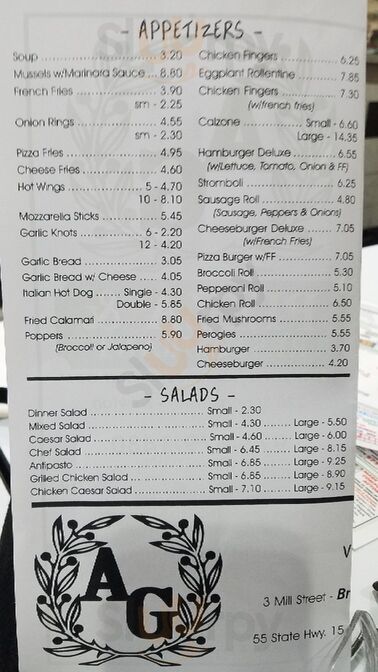 - APPETIZERS -
Soup 3.20
Mussels w/Marinara Sauce 8.80
French Fries 3.90
sm - 2.25
Onion Rings 4.55
sm - 2.30
Pizza Fries 4.95
Cheese Fries 4.60
Hot Wings 5 - 4.70
10 - 8.10
Mozzarella Sticks 5.45
Garlic Knots 6 - 2.20
12 - 4.20
Garlic Bread 3.05
Garlic Bread w/ Cheese 4.05
Italian Hot Dog Single - 4.30
Double - 5.85
Fried Calamari 8.80
Poppers 5.90
(Broccoli or Jalapeno)
Chicken Fingers 6.25
Eggplant Rollentine 7.85
Chicken Fingers 7.30
(w/french fries)
Calzone Small - 6.60
Large - 14.35
Hamburger Deluxe 6.55
(w/Lettuce, Tomato, Onion & FF)
Stromboli 6.25
Sausage Roll 4.80
(Sausage, Peppers & Onions)
Cheeseburger Deluxe 7.05
(w/French Fries)
Pizza Burger w/FF 7.05
Broccoli Roll 5.30
Pepperoni Roll 5.10
Chicken Roll 6.50
Fried Mushrooms 5.55
Perogies 5.55
Hamburger 3.70
Cheeseburger 4.20
- SALADS -
Dinner Salad Small - 2.30
Mixed Salad Small - 4.30 Large - 5.50
Caesar Salad Small - 4.60 Large - 6.00
Chef Salad Small - 6.45 Large - 8.15
Antipasto Small - 6.85 Large - 9.25
Grilled Chicken Salad Small - 6.85 Large - 8.90
Chicken Caesar Salad Small - 7.10 Large - 9.15
AG
V
3 Mill Street - Br
55 State Hwy. 15